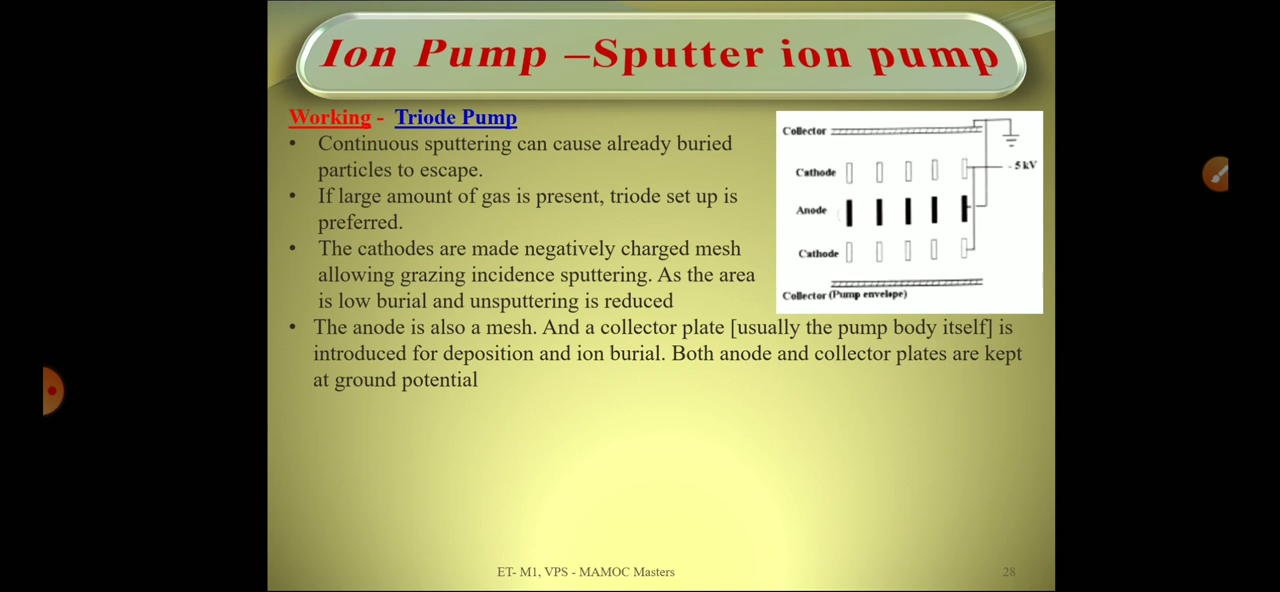 Ion Pump –Sputter ion pump
Working - Triode Pump
• Continuous sputtering can cause already buried
particles to escape.
• If large amount of gas is present, triode set up is
preferred.
• The cathodes are made negatively charged mesh
allowing grazing incidence sputtering. As the area
is low burial and unsputtering is reduced
• The anode is also a mesh. And a collector plate [usually the pump body itself] is
introduced for deposition and ion burial. Both anode and collector plates are kept
at ground potential
Collector
Cathode
- 5 kV
Anode
Cathode
Collector (Pump envelope)
ET- M1, VPS - MAMOC Masters
28